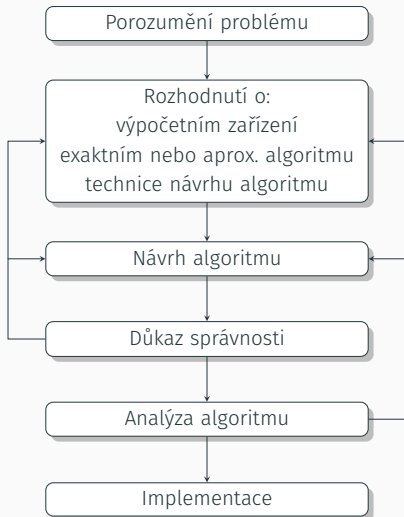 Porozumění problému
Rozhodnutí o:
výpočetním zařízení
exaktním nebo aprox. algoritmu
technice návrhu algoritmu
Návrh algoritmu
Důkaz správnosti
Analýza algoritmu
Implementace